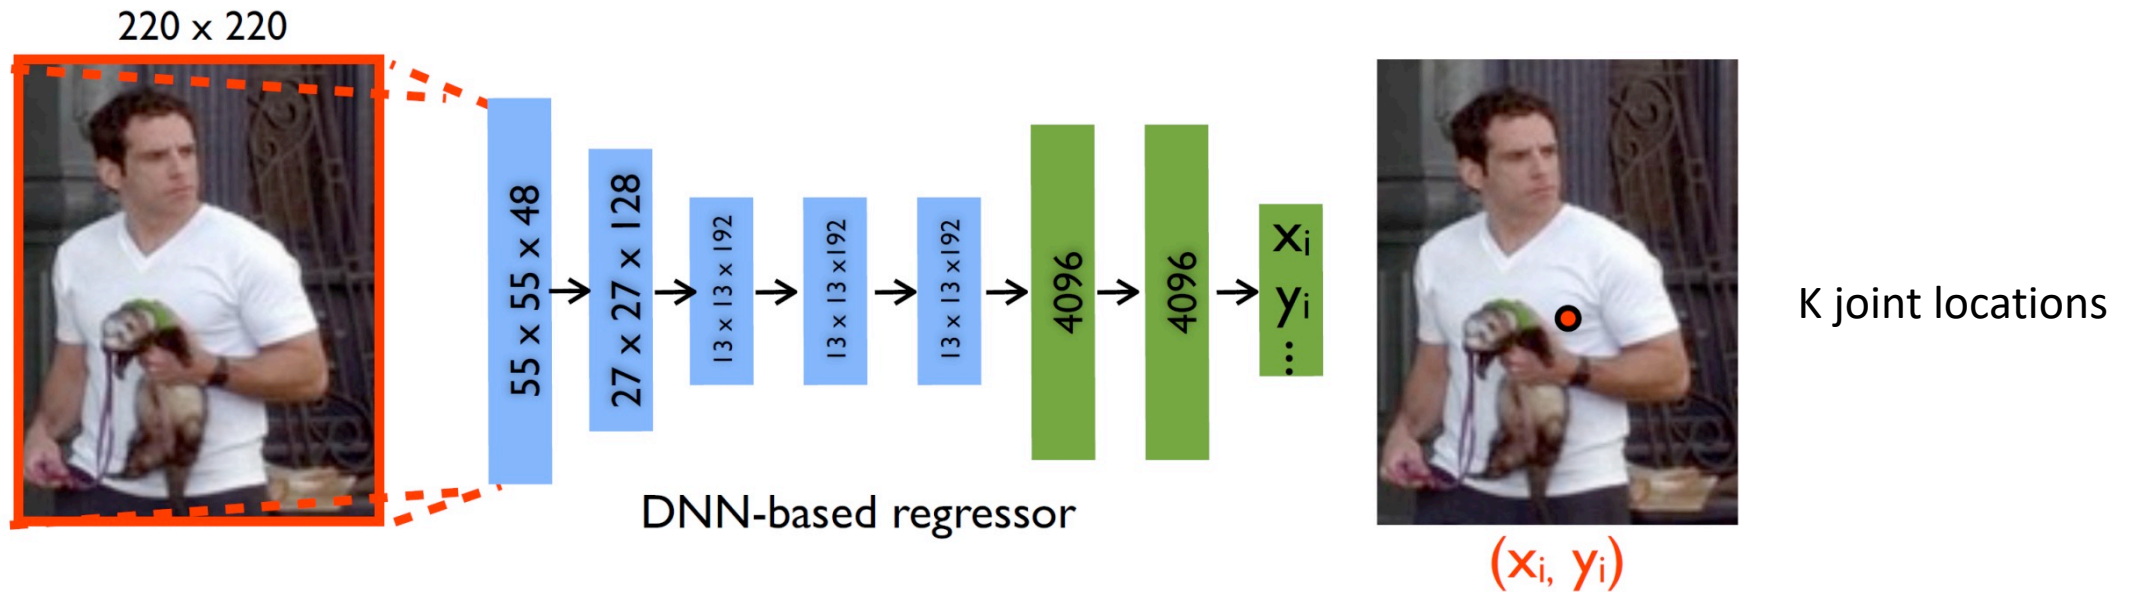 220 x 220
55 x 55 x 48
27 x 27 x 128
13 x 13 x 192
13 x 13 x192
13 x 13 x192
4096
4096
xi
yi
...
DNN-based regressor
(xi, yi)
K joint locations